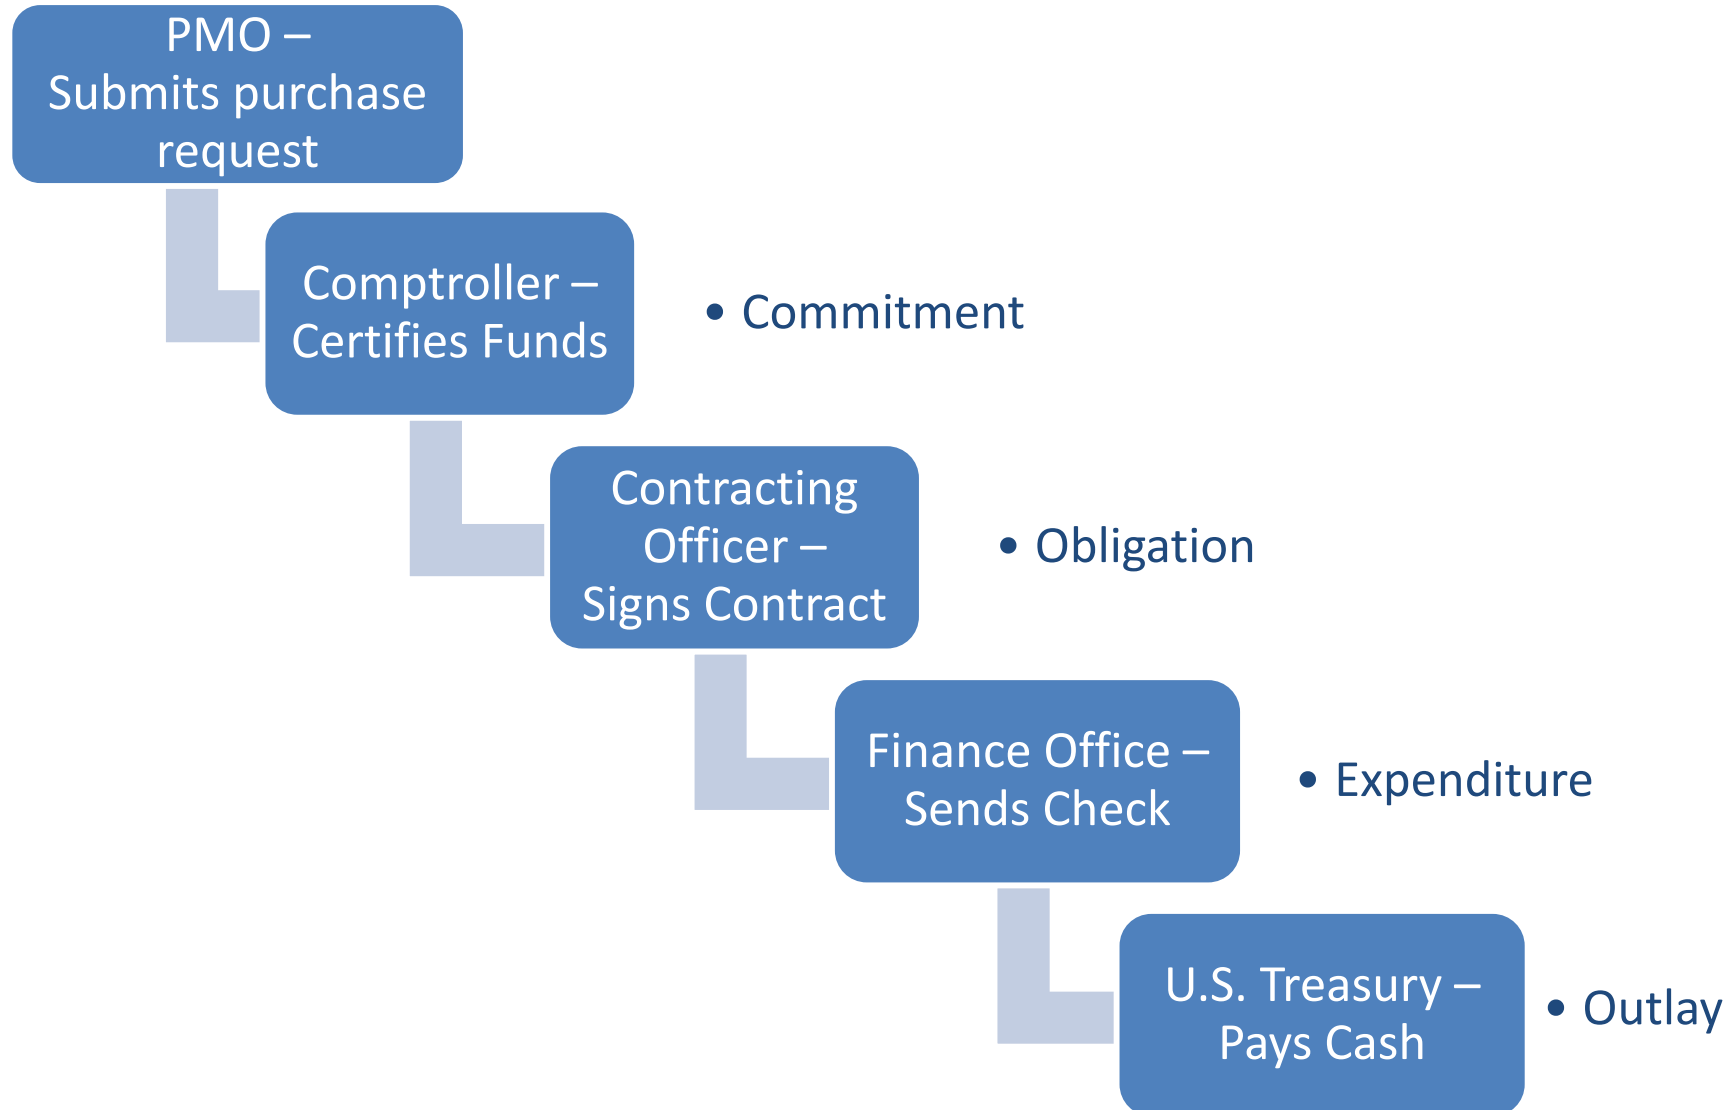 PMO –
Submits purchase
request
Comptroller –
Certifies Funds
• Commitment
Contracting
Officer –
Signs Contract
• Obligation
Finance Office –
Sends Check
• Expenditure
U.S. Treasury –
Pays Cash
• Outlay